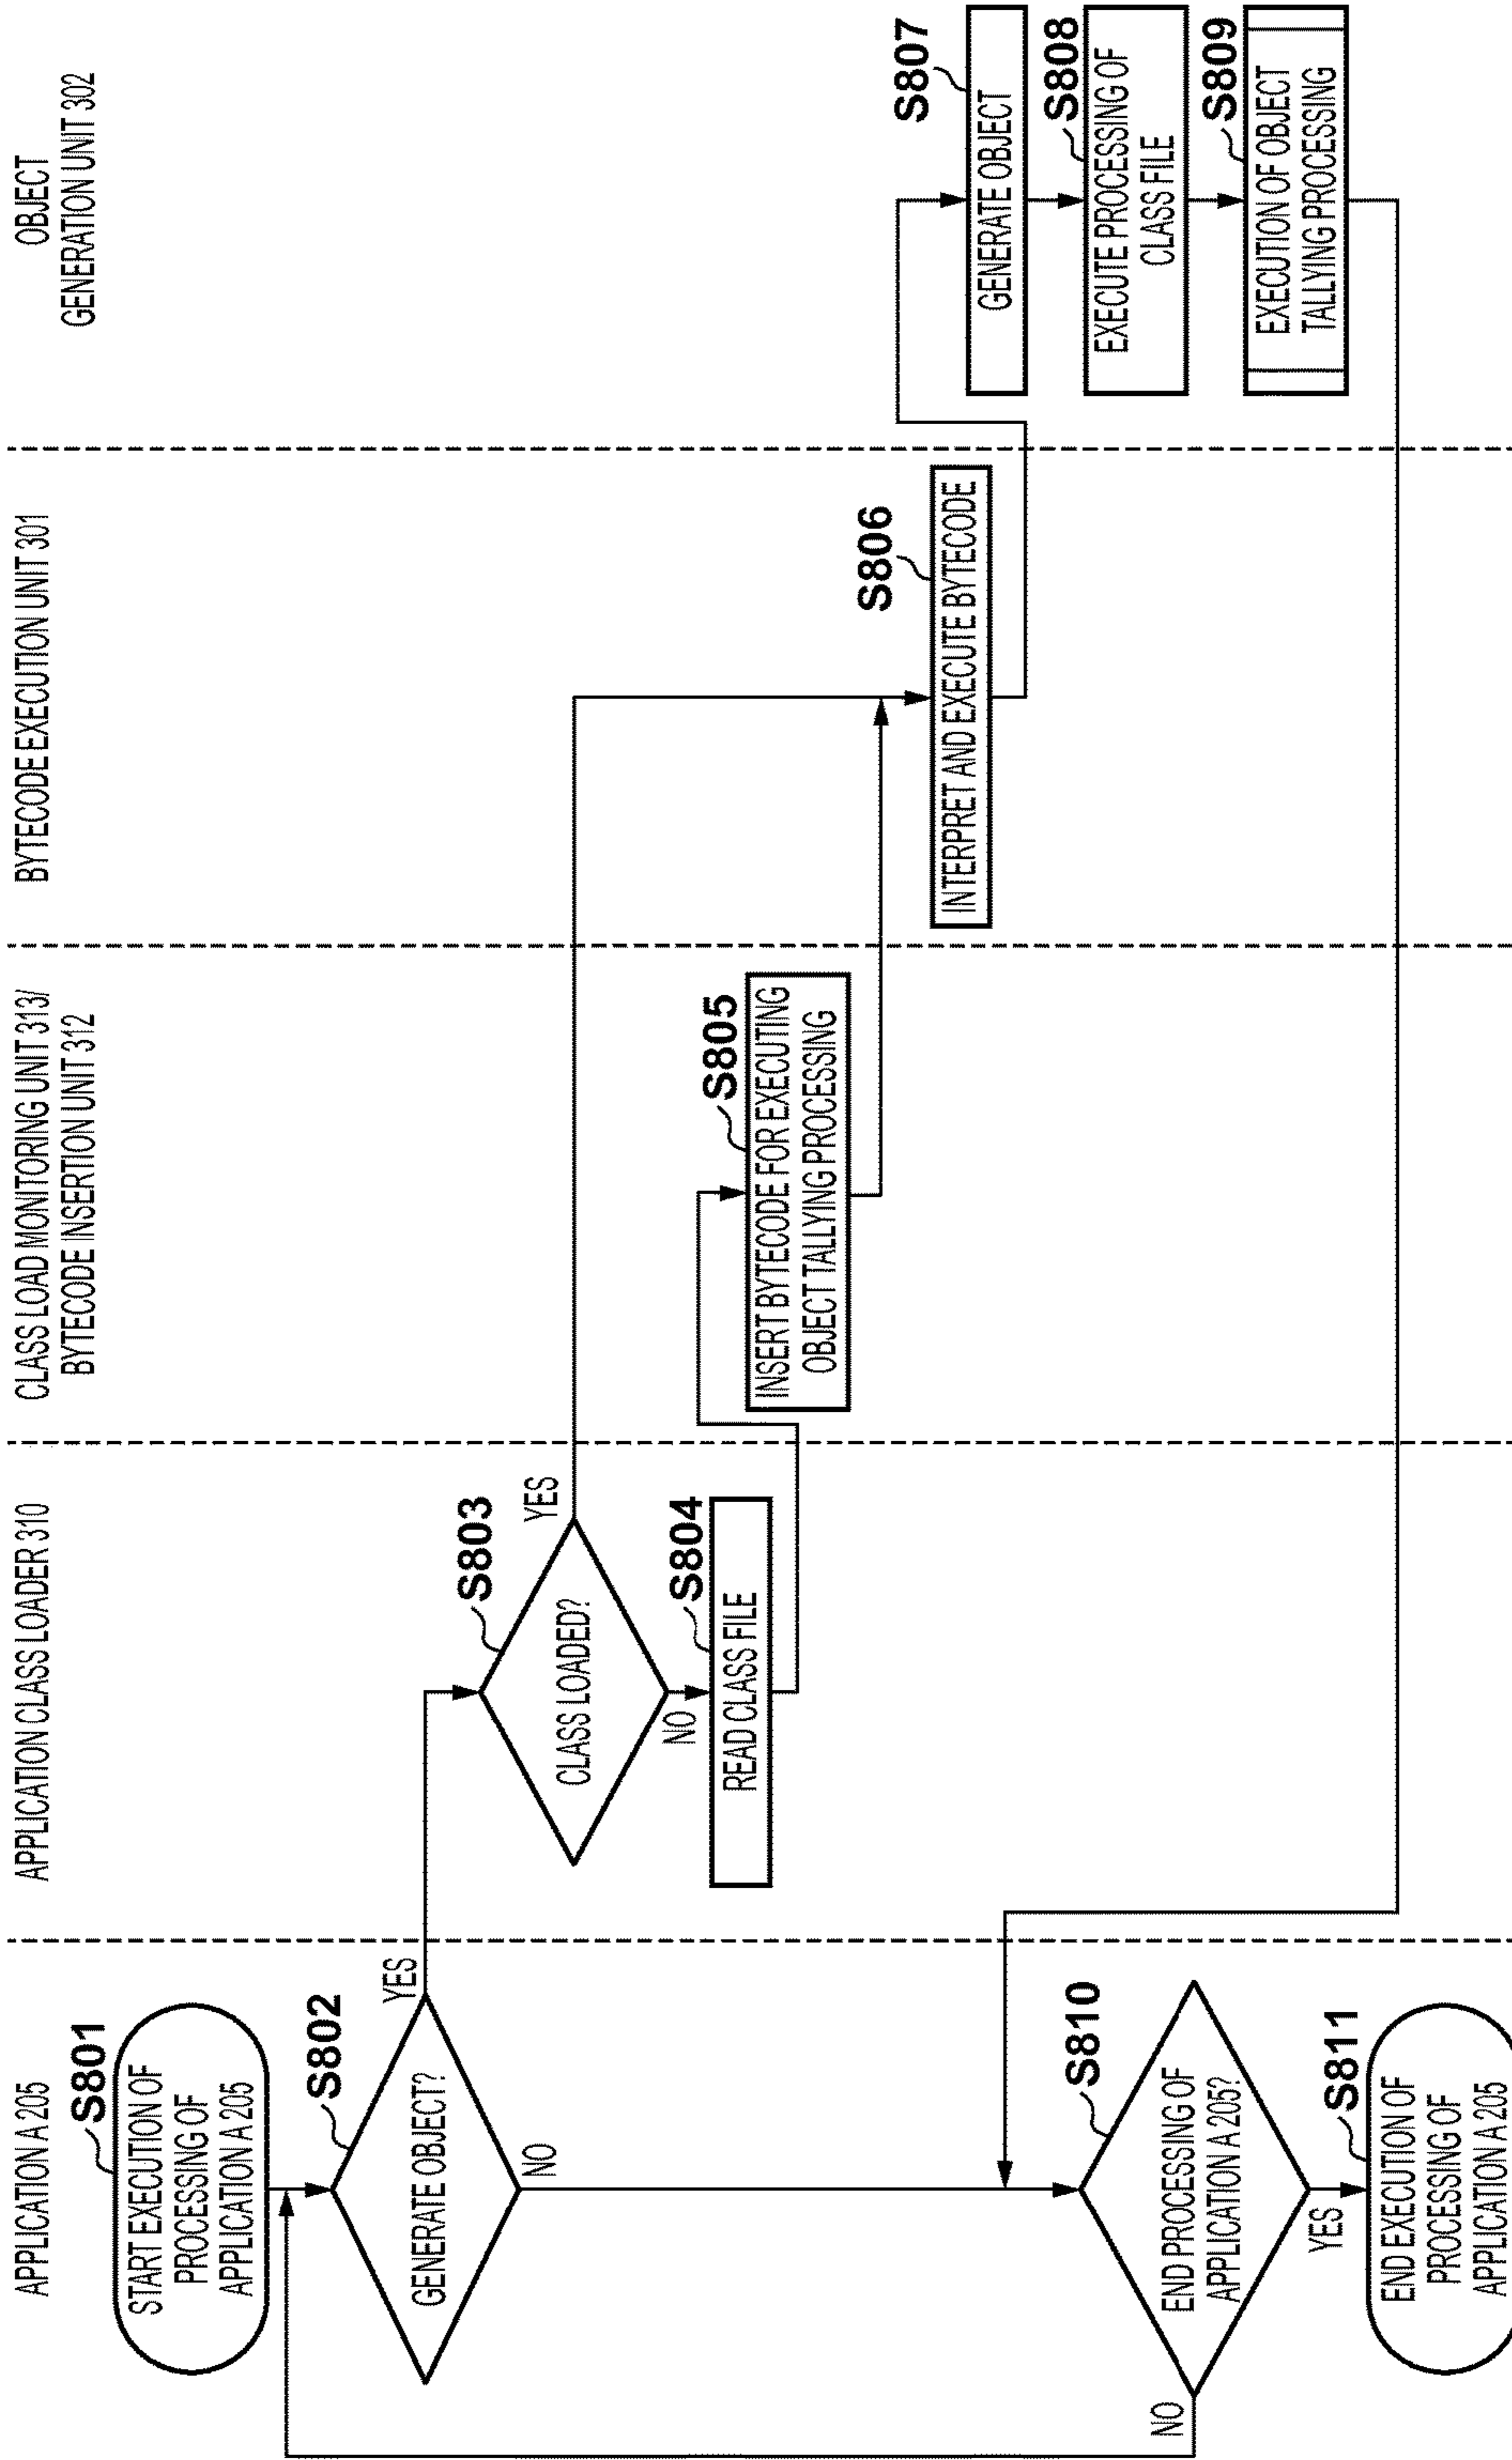 APPLICATION A 205
APPLICATION CLASS LOADER 310
CLASS LOAD MONITORING UNIT 313/
BYTECODE INSERTION UNIT 312
BYTECODE EXECUTION UNIT 301
OBJECT
GENERATION UNIT 302
S801
START EXECUTION OF
PROCESSING OF
APPLICATION A 205
S802
GENERATE OBJECT?
YES
NO
S803
CLASS LOADED?
YES
NO
S804
READ CLASS FILE
S805
INSERT BYTECODE FOR EXECUTING
OBJECT TALLYING PROCESSING
S806
INTERPRET AND EXECUTE BYTECODE
S807
GENERATE OBJECT
S808
EXECUTE PROCESSING OF
CLASS FILE
S809
EXECUTION OF OBJECT
TALLYING PROCESSING
S810
END PROCESSING OF
APPLICATION A 205?
NO
YES
S811
END EXECUTION OF
PROCESSING OF
APPLICATION A 205